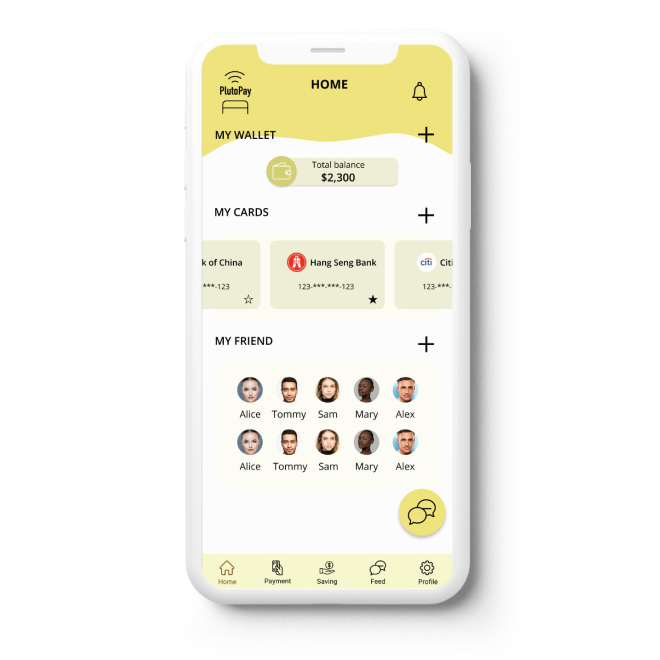 PlutoPay
HOME
MY WALLET
Total balance
$2,300
MY CARDS
k of China
***-123
Hang Seng Bank
123-***-***-123
citi
Citi
123-***-
MY FRIEND
Alice Tommy Sam Mary Alex
Alice Tommy Sam Mary Alex
Home Payment Saving Feed Profile